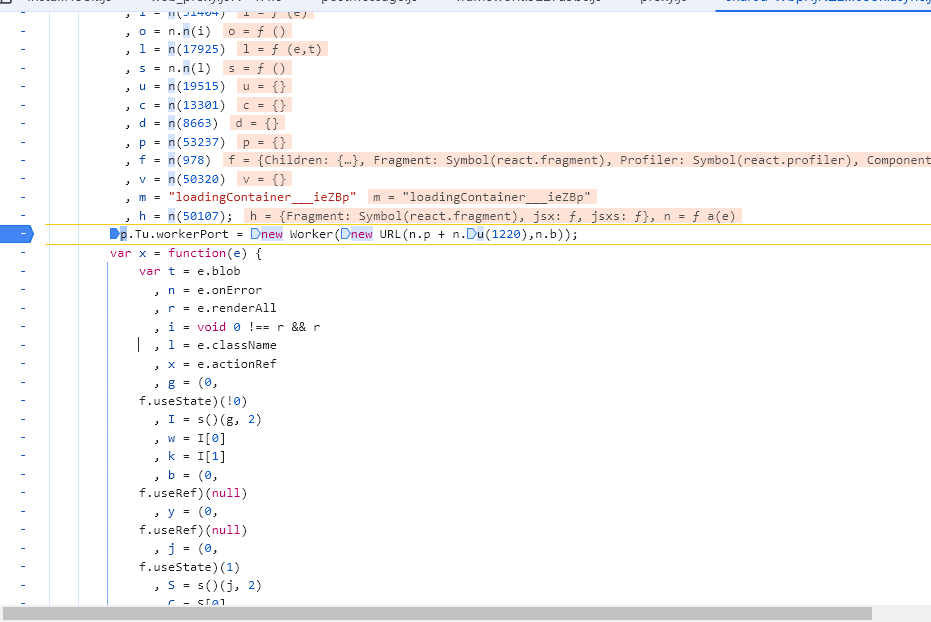 , o = n.n(i) o = ƒ ()
, l = n(17925) l = ƒ (e,t)
, s = n.n(l) s = ƒ ()
, u = n(19515) u = {}
, c = n(13301) c = {}
, d = n(8663) d = {}
, p = n(53237) p = {}
, f = n(978) f = {Children: {…}, Fragment: Symbol(react.fragment), Profiler: Symbol(react.profiler), Component
, v = n(50320) v = {}
, m = "loadingContainer___ieZBp" m = "loadingContainer___ieZBp"
, h = n(50107); h = {Fragment: Symbol(react.fragment), jsx: ƒ, jsxs: ƒ}, n = ƒ a(e)
p.Tu.workerPort = new Worker(new URL(n.p + n.u(1220),n.b));
var x = function(e) {
var t = e.blob
, n = e.onError
, r = e.renderAll
, i = void 0 !== r && r
, l = e.className
, x = e.actionRef
, g = (0,
f.useState)(!0)
, I = s()(g, 2)
, w = I[0]
, k = I[1]
, b = (0,
f.useRef)(null)
, y = (0,
f.useRef)(null)
, j = (0,
f.useState)(1)
, S = s()(j, 2)
, C = S[0]